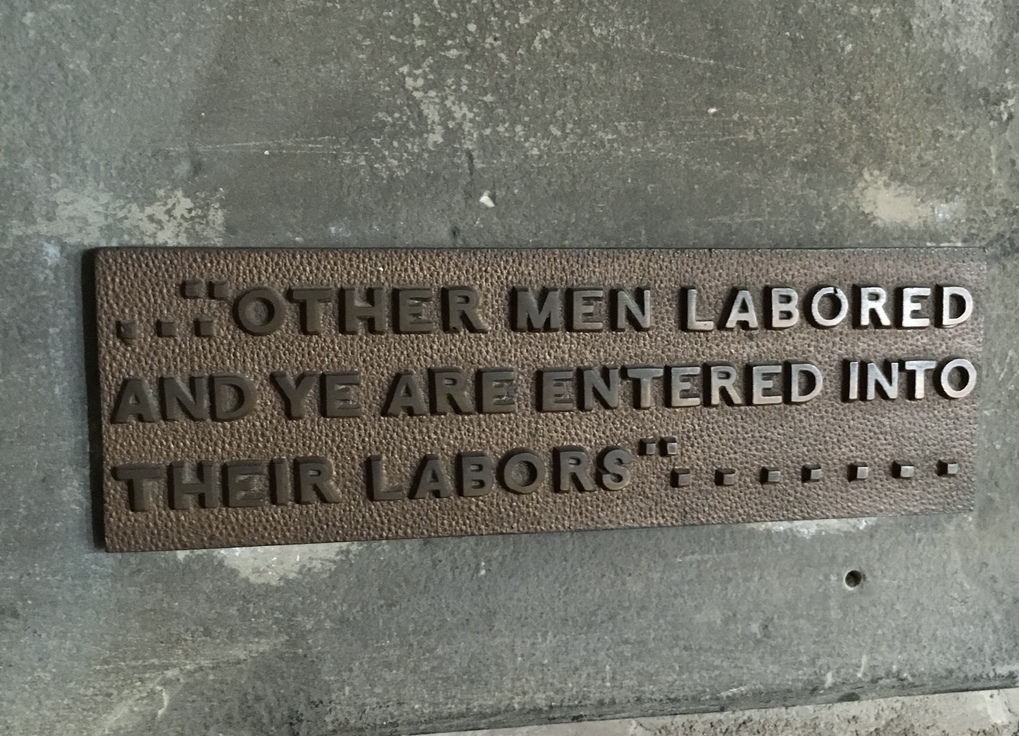 ..."OTHER MEN LABORED
AND YE ARE ENTERED INTO
THEIR LABORS"........